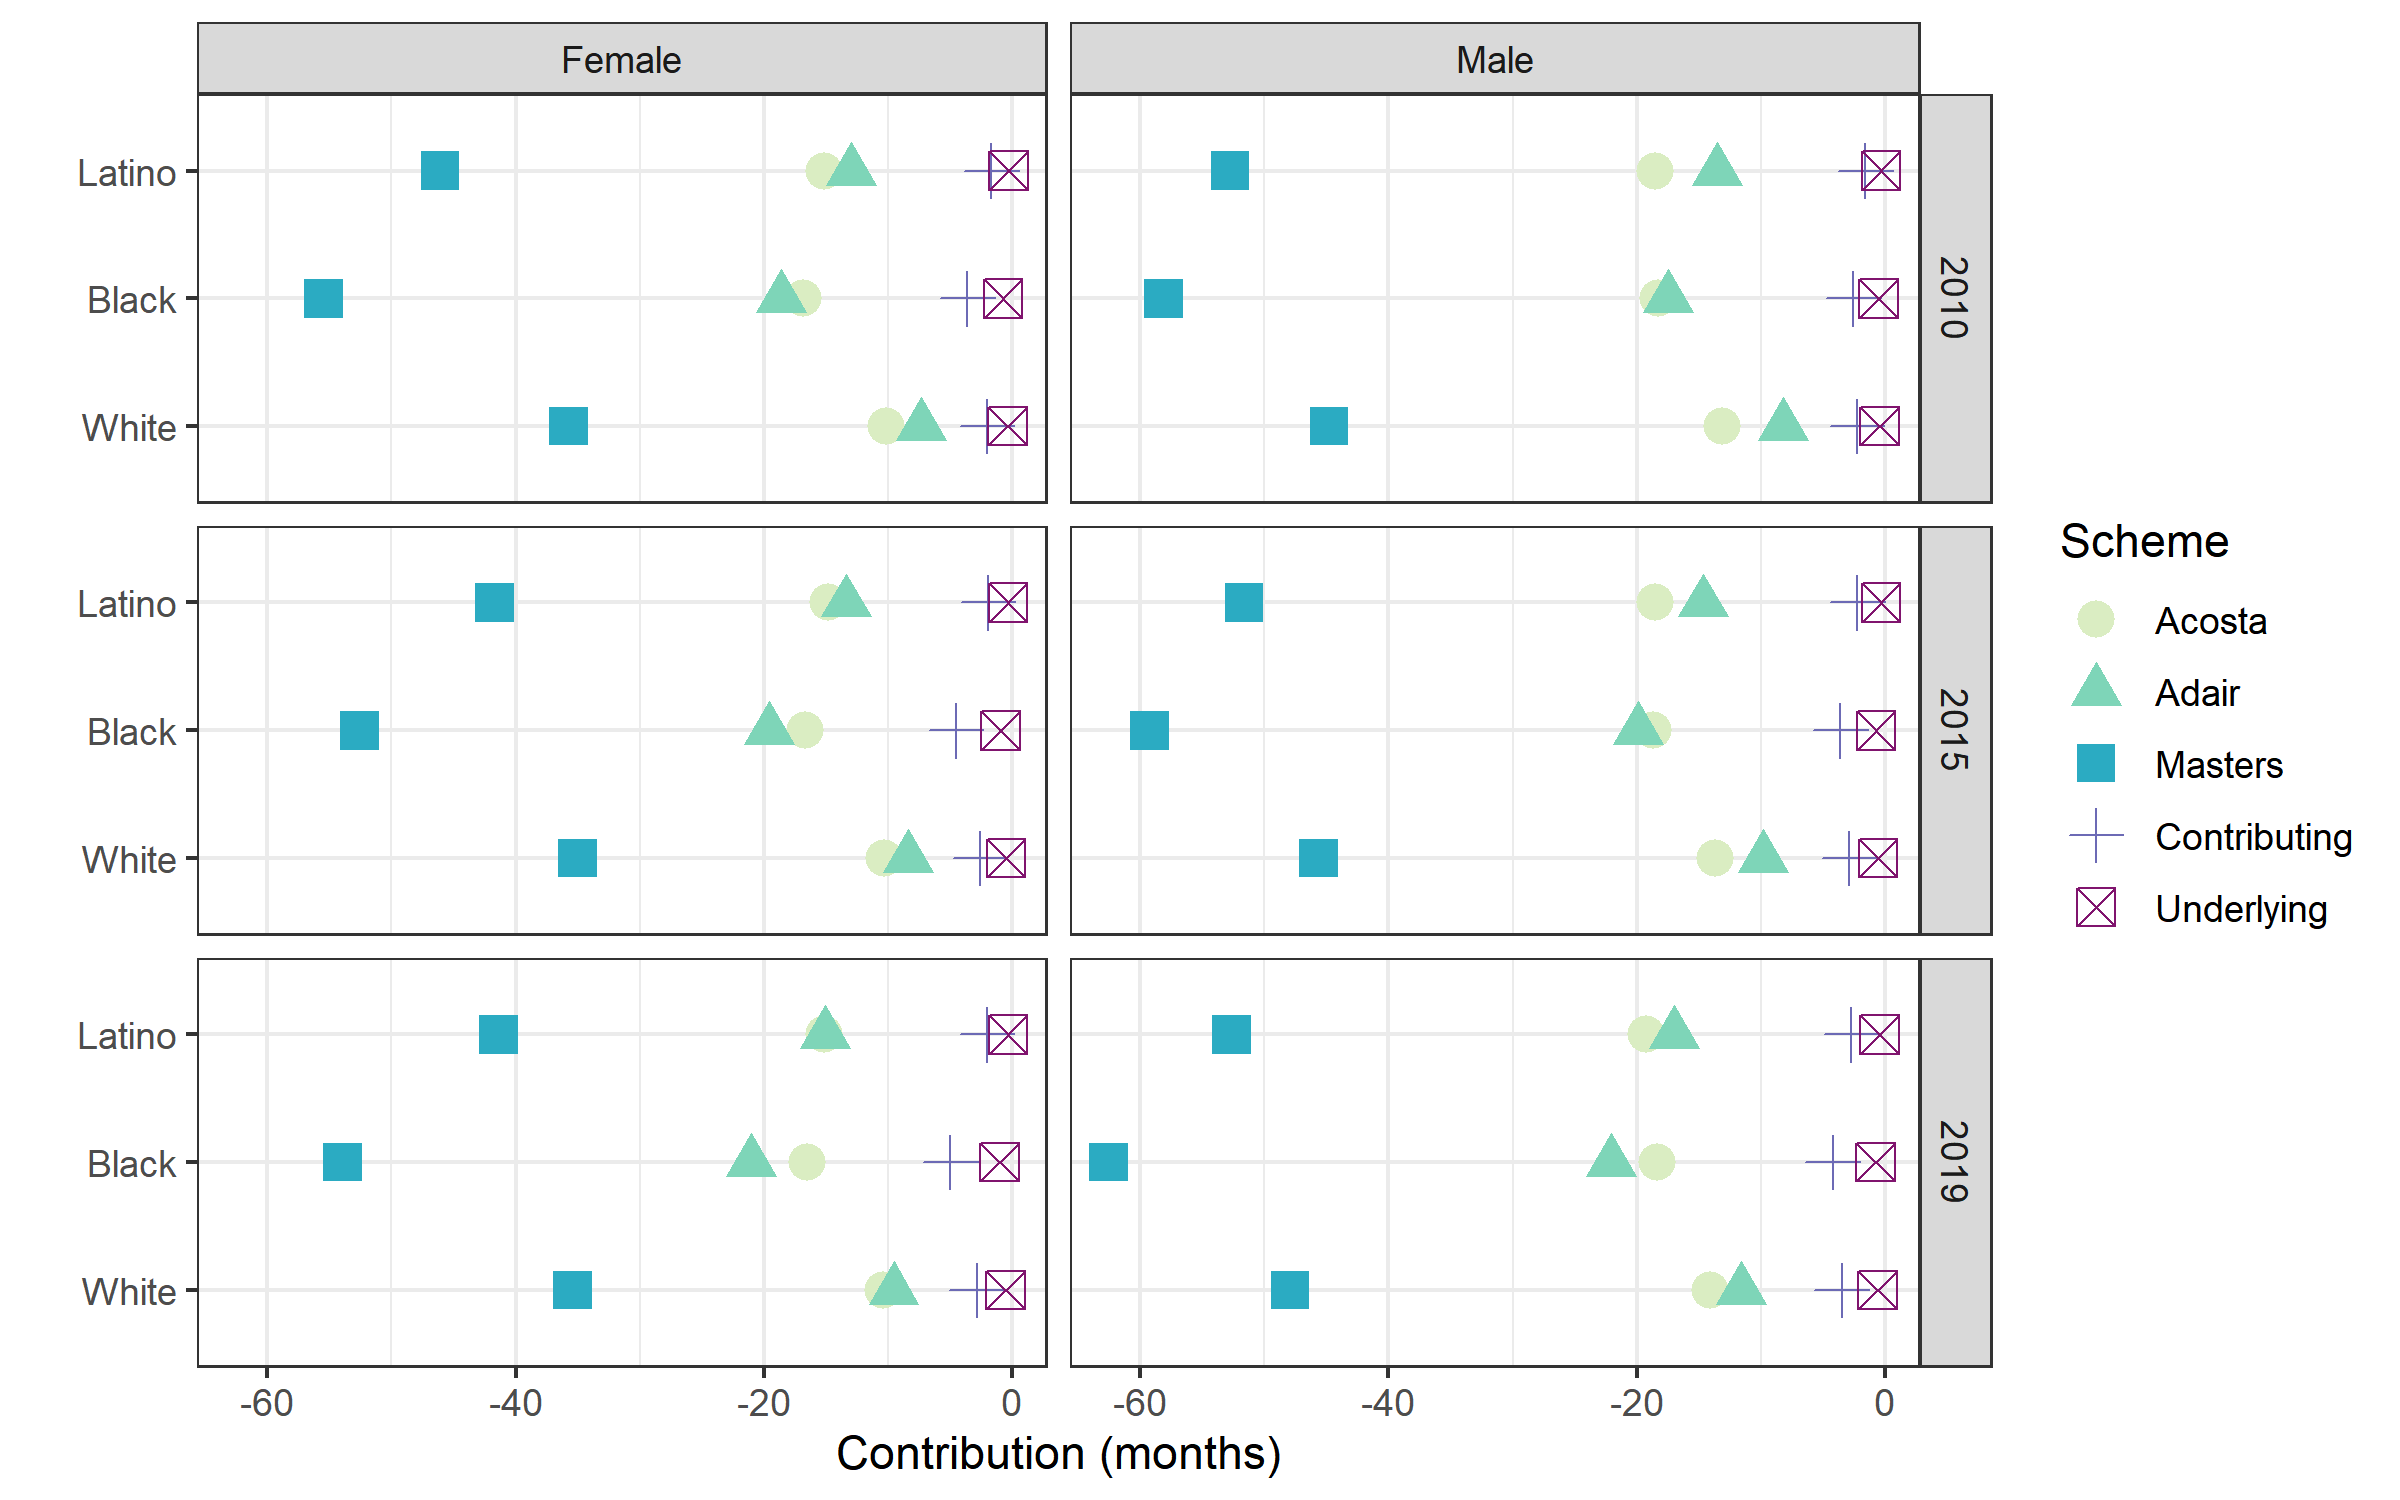 Female
Male
Latino
Black
White
2010
Latino
Black
White
2015
Latino
Black
White
2019
-60
-40
-20
0
-60
-40
-20
0
Contribution (months)
Scheme
Acosta
Adair
Masters
Contributing
Underlying